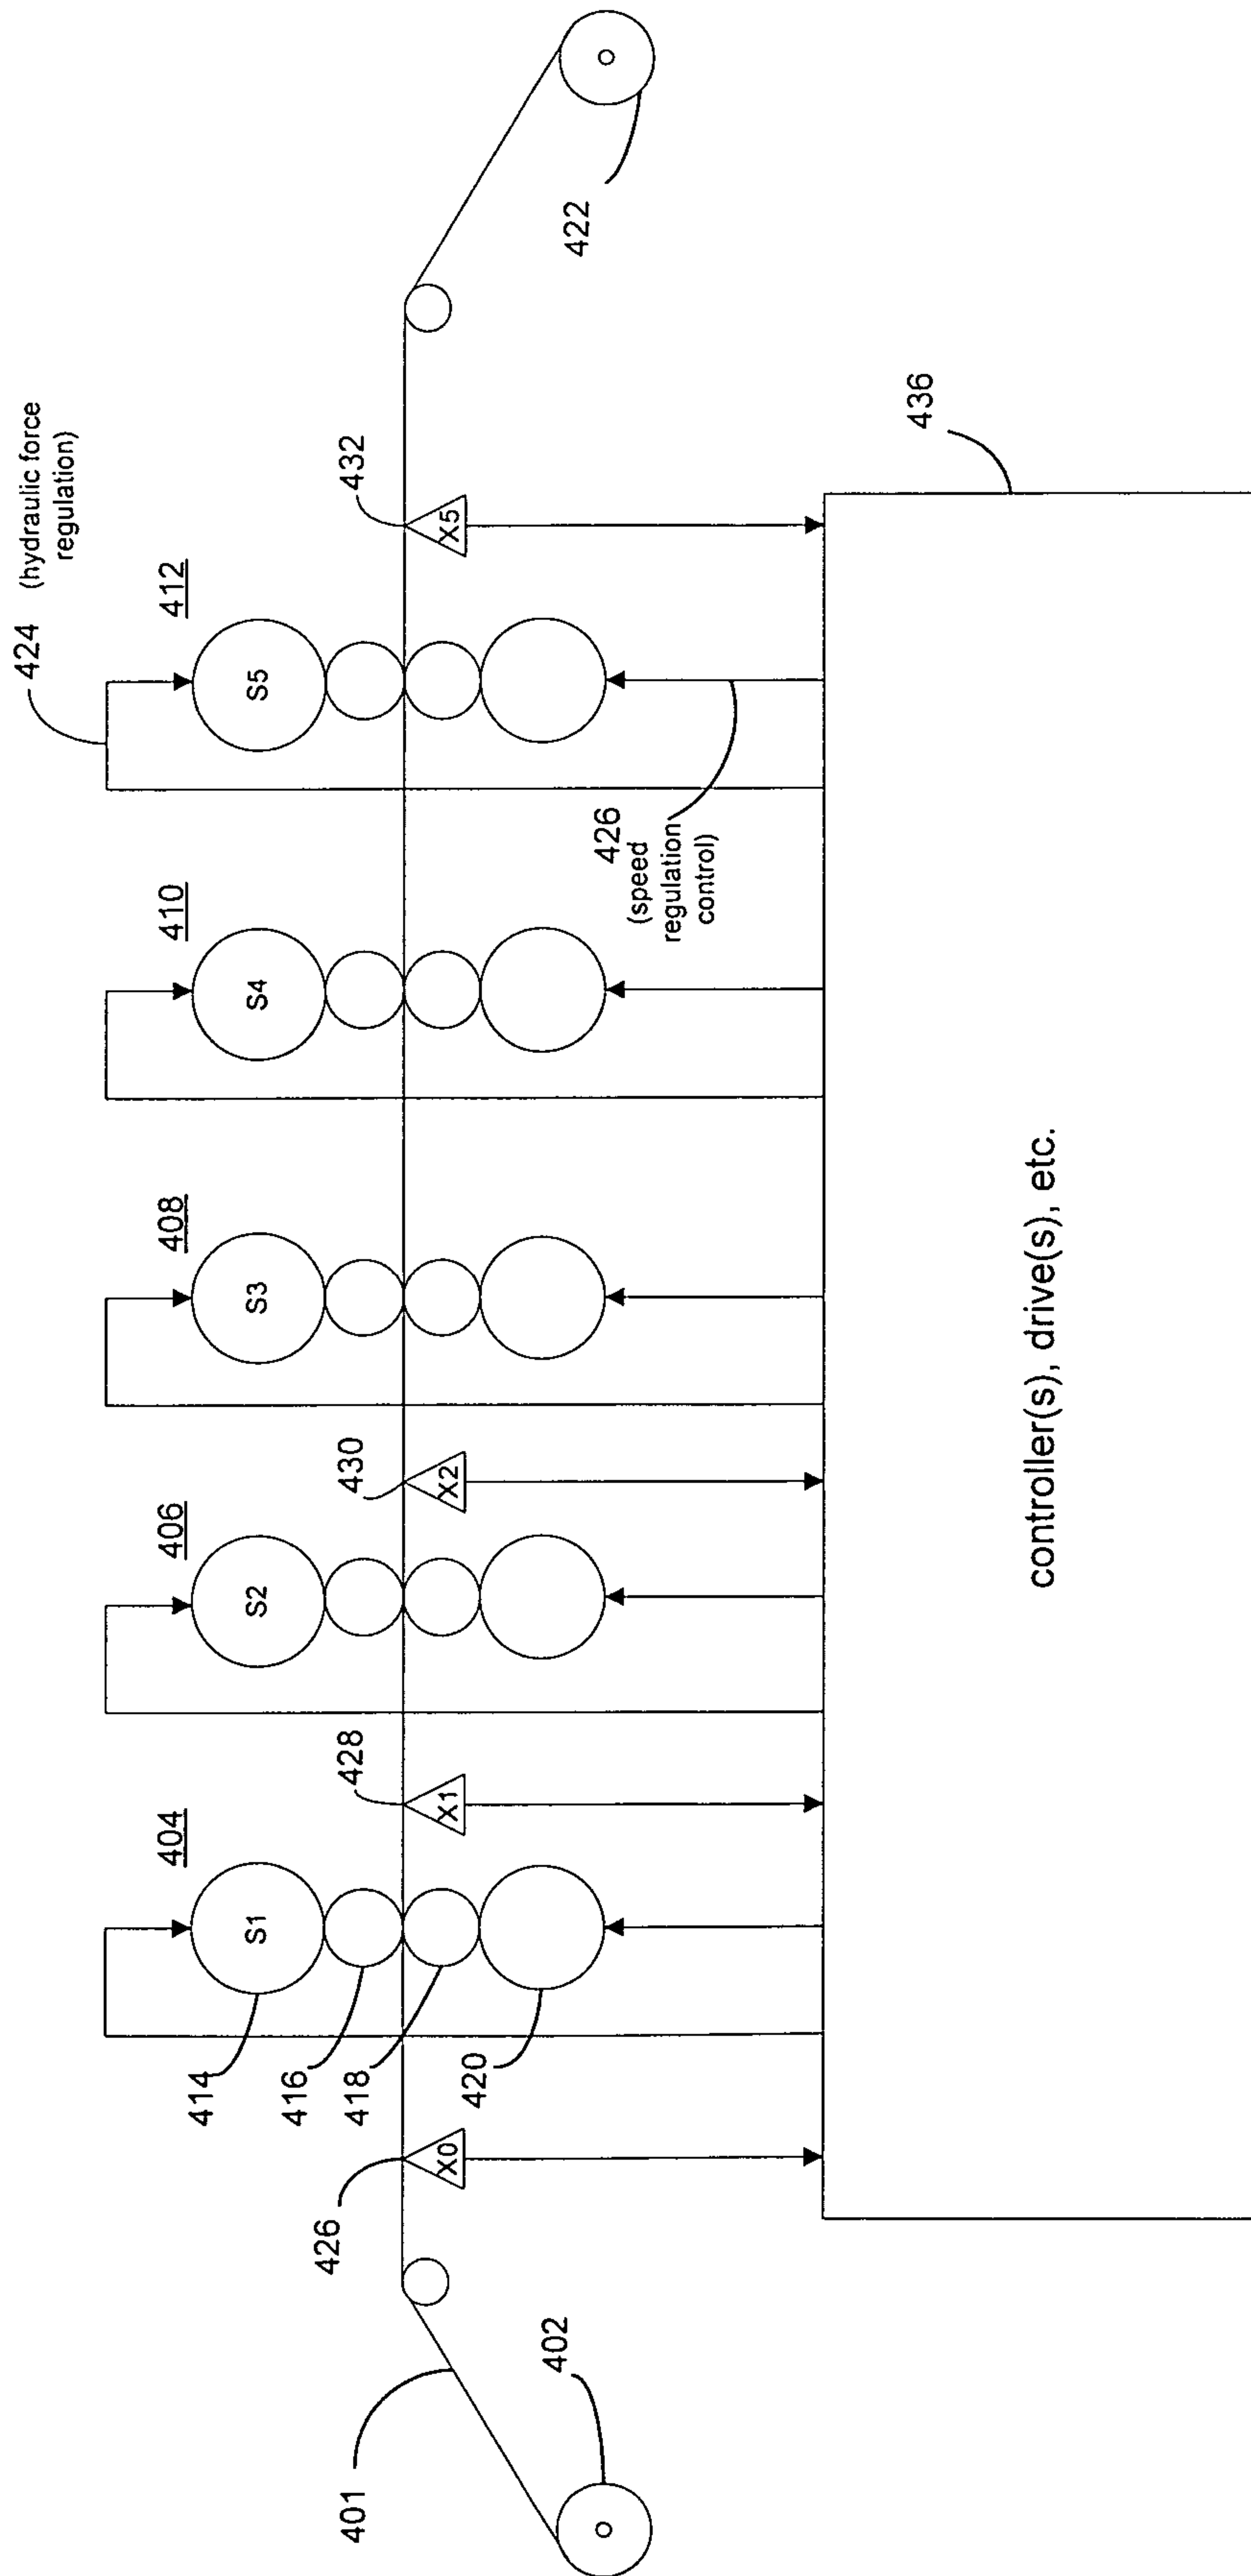 424 (hydraulic force
regulation)
404
406
408
410
412
S1
S2
S3
S4
S5
414
416
418
420
426
X0
428
X1
430
X2
432
X5
401
402
422
426
(speed
regulation
control)
436
controller(s), drive(s), etc.